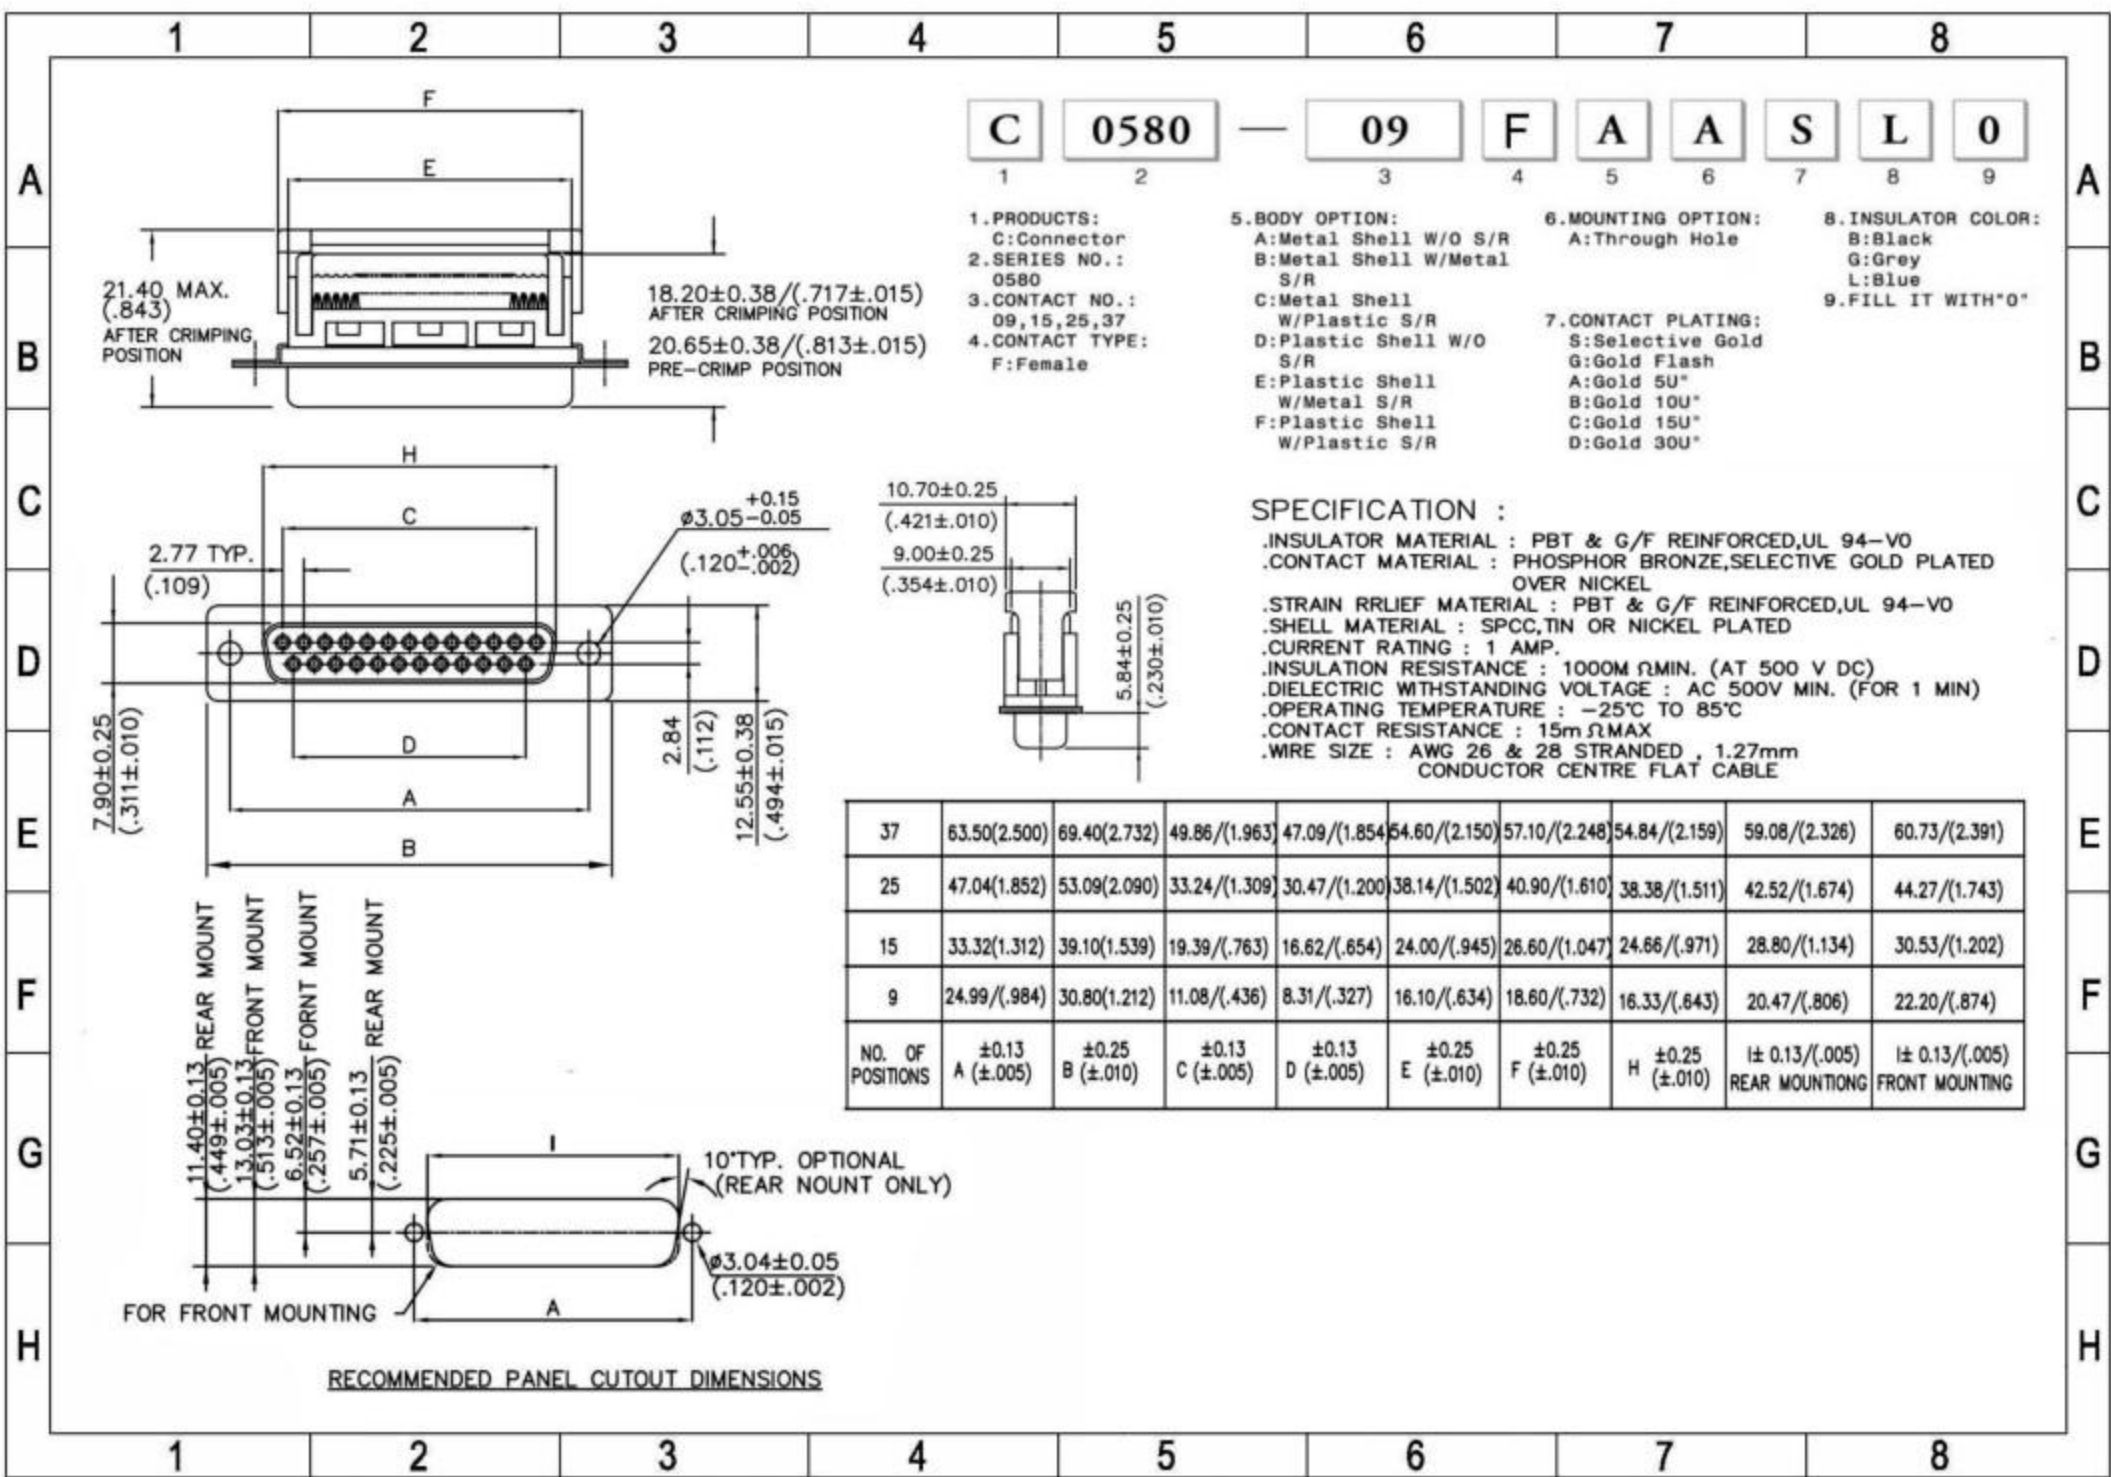 1 2 3 4 5 6 7 8
A
B
C
D
E
F
G
H
F
E
21.40 MAX.
(.843)
AFTER CRIMPING
POSITION
18.20±0.38/(.717±.015)
AFTER CRIMPING POSITION
20.65±0.38/(.813±.015)
PRE-CRIMP POSITION
C 0580 — 09 F A A S L 0
1 2 3 4 5 6 7 8 9
1.PRODUCTS:
C:Connector
2.SERIES NO.:
0580
3.CONTACT NO.:
09,15,25,37
4.CONTACT TYPE:
F:Female
5.BODY OPTION:
A:Metal Shell W/O S/R
B:Metal Shell W/Metal
S/R
C:Metal Shell
W/Plastic S/R
D:Plastic Shell W/O
S/R
E:Plastic Shell
W/Metal S/R
F:Plastic Shell
W/Plastic S/R
6.MOUNTING OPTION:
A:Through Hole
7.CONTACT PLATING:
S:Selective Gold
G:Gold Flash
A:Gold 5U"
B:Gold 10U"
C:Gold 15U"
D:Gold 30U"
8.INSULATOR COLOR:
B:Black
G:Grey
L:Blue
9.FILL IT WITH"0"
H
C
2.77 TYP.
(.109)
ø3.05+0.15-0.05
(.120+.006-.002)
7.90±0.25
(.311±.010)
D
A
B
2.84
(.112)
12.55±0.38
(.494±.015)
10.70±0.25
(.421±.010)
9.00±0.25
(.354±.010)
5.84±0.25
(.230±.010)
SPECIFICATION :
.INSULATOR MATERIAL : PBT & G/F REINFORCED,UL 94-V0
.CONTACT MATERIAL : PHOSPHOR BRONZE,SELECTIVE GOLD PLATED
OVER NICKEL
.STRAIN RRLIEF MATERIAL : PBT & G/F REINFORCED,UL 94-V0
.SHELL MATERIAL : SPCC,TIN OR NICKEL PLATED
.CURRENT RATING : 1 AMP.
.INSULATION RESISTANCE : 1000M ΩMIN. (AT 500 V DC)
.DIELECTRIC WITHSTANDING VOLTAGE : AC 500V MIN. (FOR 1 MIN)
.OPERATING TEMPERATURE : -25℃ TO 85℃
.CONTACT RESISTANCE : 15m ΩMAX
.WIRE SIZE : AWG 26 & 28 STRANDED , 1.27mm
CONDUCTOR CENTRE FLAT CABLE
37 63.50(2.500) 69.40(2.732) 49.86/(1.963) 47.09/(1.854 54.60/(2.150) 57.10/(2.248) 54.84/(2.159) 59.08/(2.326) 60.73/(2.391)
25 47.04(1.852) 53.09(2.090) 33.24/(1.309) 30.47/(1.200) 38.14/(1.502) 40.90/(1.610) 38.38/(1.511) 42.52/(1.674) 44.27/(1.743)
15 33.32(1.312) 39.10(1.539) 19.39/(.763) 16.62/(.654) 24.00/(.945) 26.60/(1.047) 24.66/(.971) 28.80/(1.134) 30.53/(1.202)
9 24.99/(.984) 30.80(1.212) 11.08/(.436) 8.31/(.327) 16.10/(.634) 18.60/(.732) 16.33/(.643) 20.47/(.806) 22.20/(.874)
NO. OF POSITIONS A ±0.13 (±.005) B ±0.25 (±.010) C ±0.13 (±.005) D ±0.13 (±.005) E ±0.25 (±.010) F ±0.25 (±.010) H ±0.25 (±.010) I± 0.13/(.005) REAR MOUNTIONG I± 0.13/(.005) FRONT MOUNTING
11.40±0.13 REAR MOUNT
(.449±.005)
13.03±0.13 FRONT MOUNT
(.513±.005)
6.52±0.13 FORNT MOUNT
(.257±.005)
5.71±0.13 REAR MOUNT
(.225±.005)
I
10°TYP. OPTIONAL
(REAR NOUNT ONLY)
ø3.04±0.05
(.120±.002)
FOR FRONT MOUNTING
A
RECOMMENDED PANEL CUTOUT DIMENSIONS
A
B
C
D
E
F
G
H
1 2 3 4 5 6 7 8